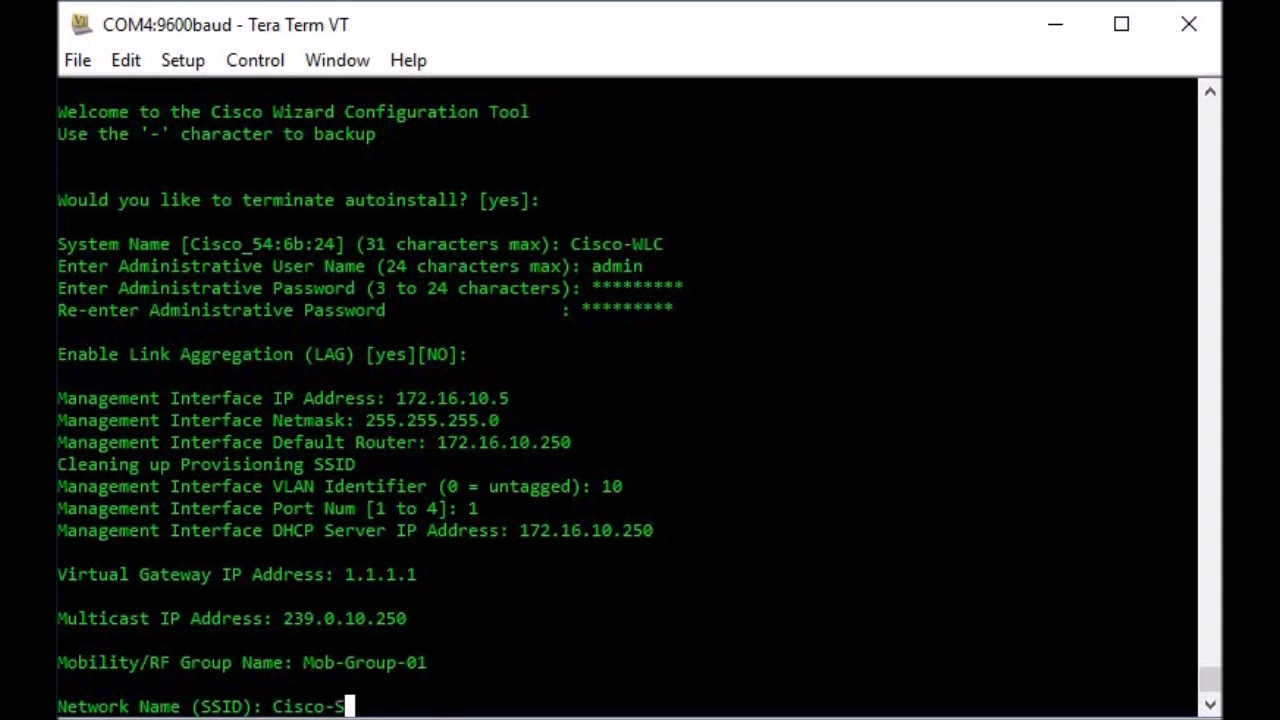 COM4:9600baud - Tera Term VT
File Edit Setup Control Window Help
Welcome to the Cisco Wizard Configuration Tool
Use the '-' character to backup
Would you like to terminate autoinstall? [yes]:
System Name [Cisco_54:6b:24] (31 characters max): Cisco-WLC
Enter Administrative User Name (24 characters max): admin
Enter Administrative Password (3 to 24 characters): *********
Re-enter Administrative Password                 : *********
Enable Link Aggregation (LAG) [yes][NO]:
Management Interface IP Address: 172.16.10.5
Management Interface Netmask: 255.255.255.0
Management Interface Default Router: 172.16.10.250
Cleaning up Provisioning SSID
Management Interface VLAN Identifier (0 = untagged): 10
Management Interface Port Num [1 to 4]: 1
Management Interface DHCP Server IP Address: 172.16.10.250
Virtual Gateway IP Address: 1.1.1.1
Multicast IP Address: 239.0.10.250
Mobility/RF Group Name: Mob-Group-01
Network Name (SSID): Cisco-S